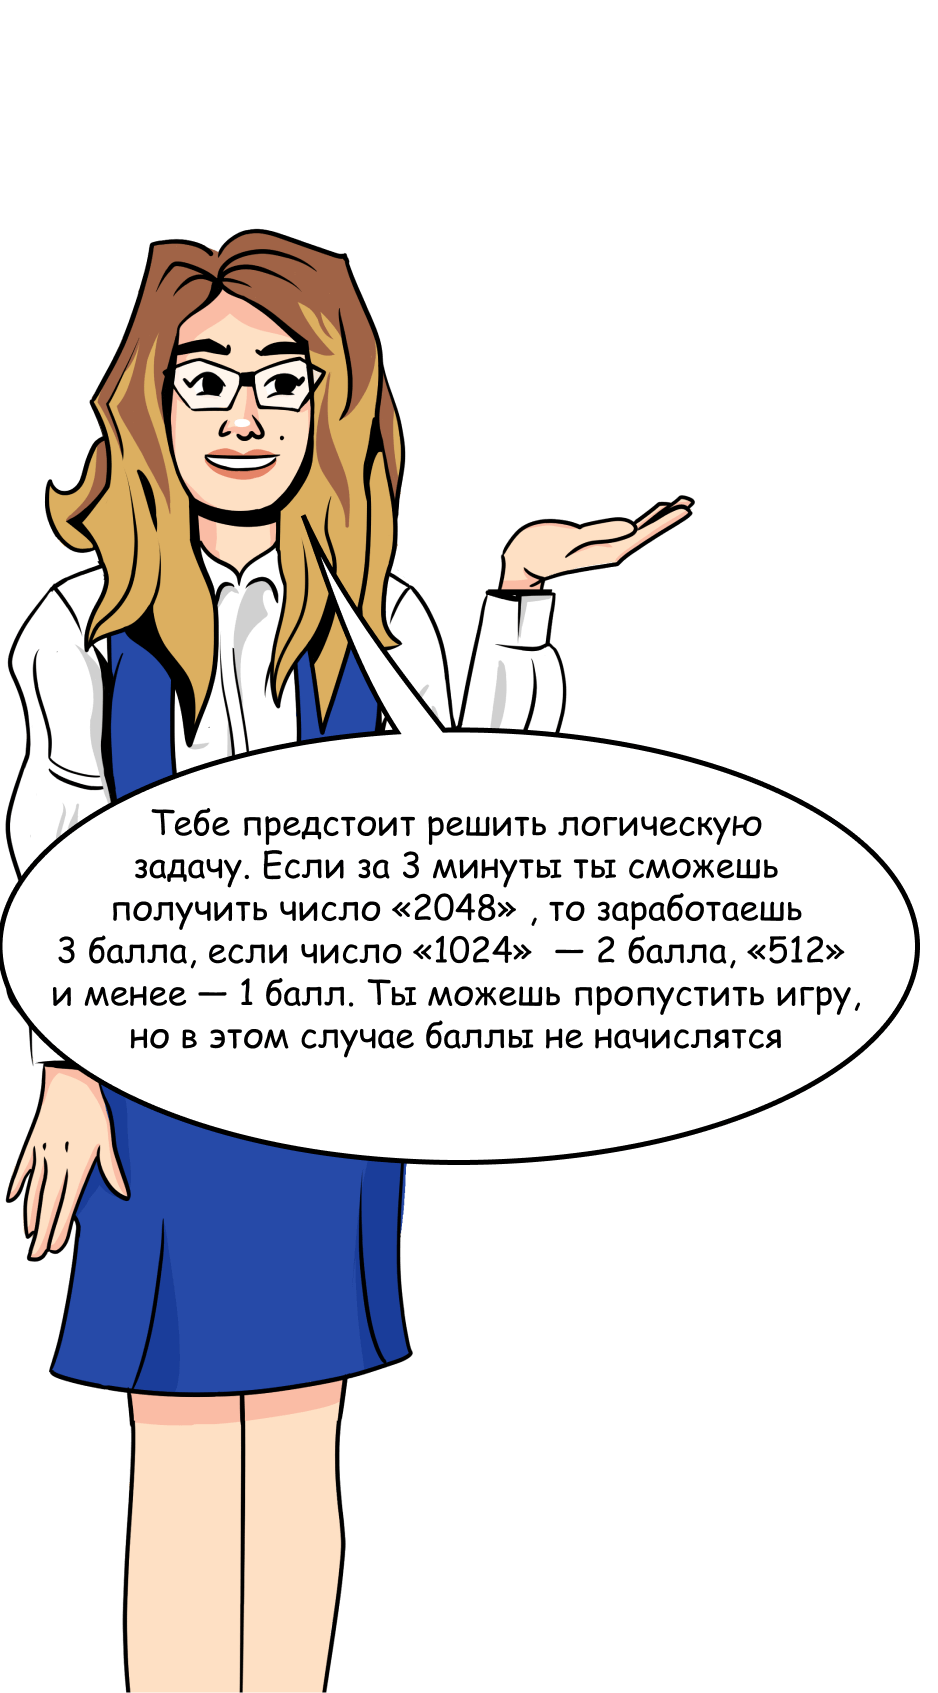 Тебе предстоит решить логическую
задачу. Если за 3 минуты ты сможешь
получить число «2048» , то заработаешь
3 балла, если число «1024»  — 2 балла, «512»
и менее — 1 балл. Ты можешь пропустить игру,
но в этом случае баллы не начислятся